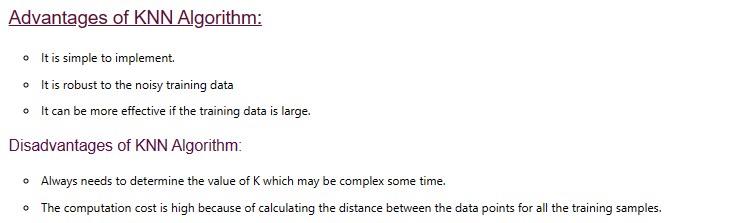 Advantages of KNN Algorithm:
It is simple to implement.
It is robust to the noisy training data
It can be more effective if the training data is large.
Disadvantages of KNN Algorithm:
Always needs to determine the value of K which may be complex some time.
The computation cost is high because of calculating the distance between the data points for all the training samples.